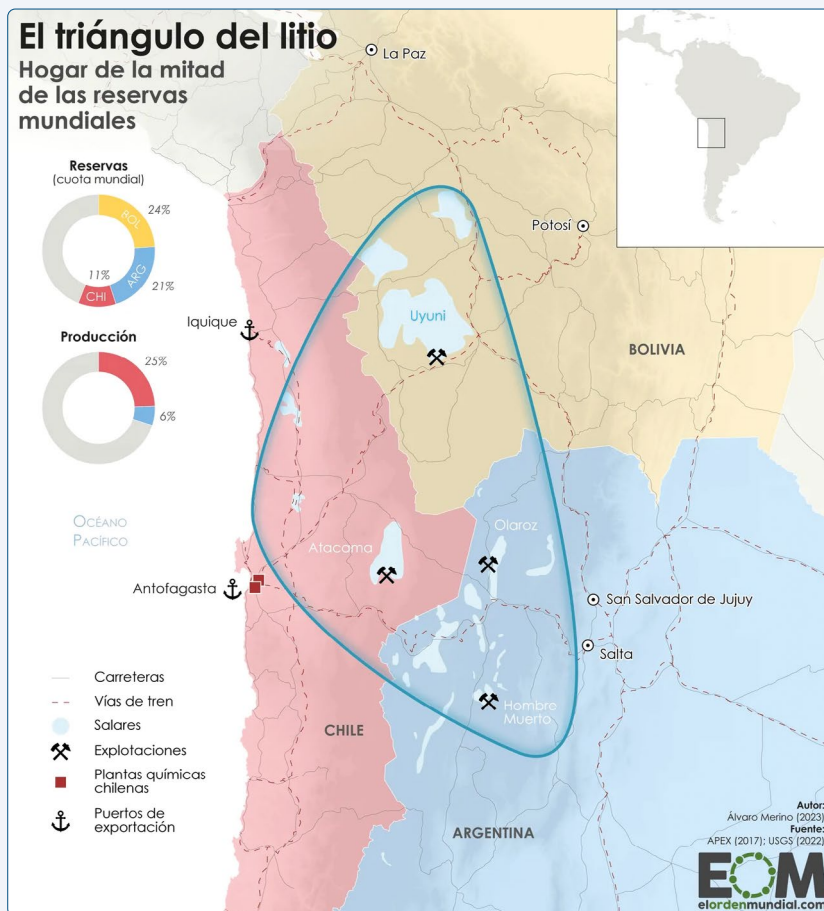 El triángulo del litio
Hogar de la mitad
de las reservas
mundiales
Reservas
(cuota mundial)
24%
BOL
ARG
21%
11%
CHI
Producción
25%
6%
La Paz
Potosí
Uyuni
Iquique
BOLIVIA
OCÉANO
PACÍFICO
Atacama
Olaroz
Antofagasta
San Salvador de Jujuy
Salta
Hombre
Muerto
CHILE
ARGENTINA
Carreteras
Vías de tren
Salares
Explotaciones
Plantas químicas
chilenas
Puertos de
exportación
Autor:
Álvaro Merino (2023)
Fuente:
APEX (2017); USGS (2022)
EOM
elordenmundial.com